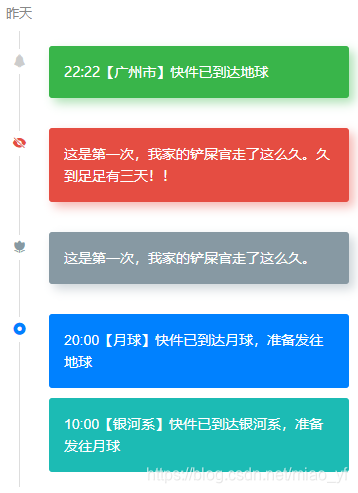 昨天
22:22【广州市】快件已到达地球
这是第一次，我家的铲屎官走了这么久。久
到足足有三天！！
这是第一次，我家的铲屎官走了这么久。
20:00【月球】快件已到达月球，准备发往
地球
10:00【银河系】快件已到达银河系，准备
发往月球
https://blog.csdn.net/miao_yf